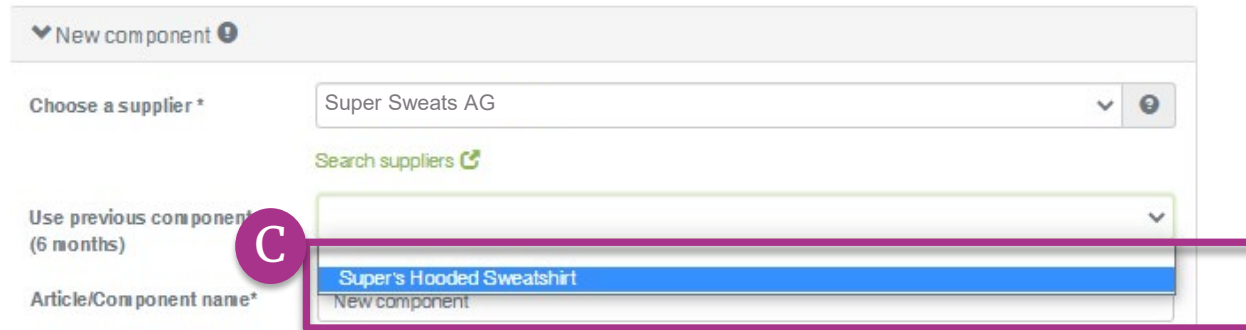 New component
Choose a supplier *
Super Sweats AG
Search suppliers
Use previous component
(6 months)
C
Super's Hooded Sweatshirt
Article/Component name*
New component